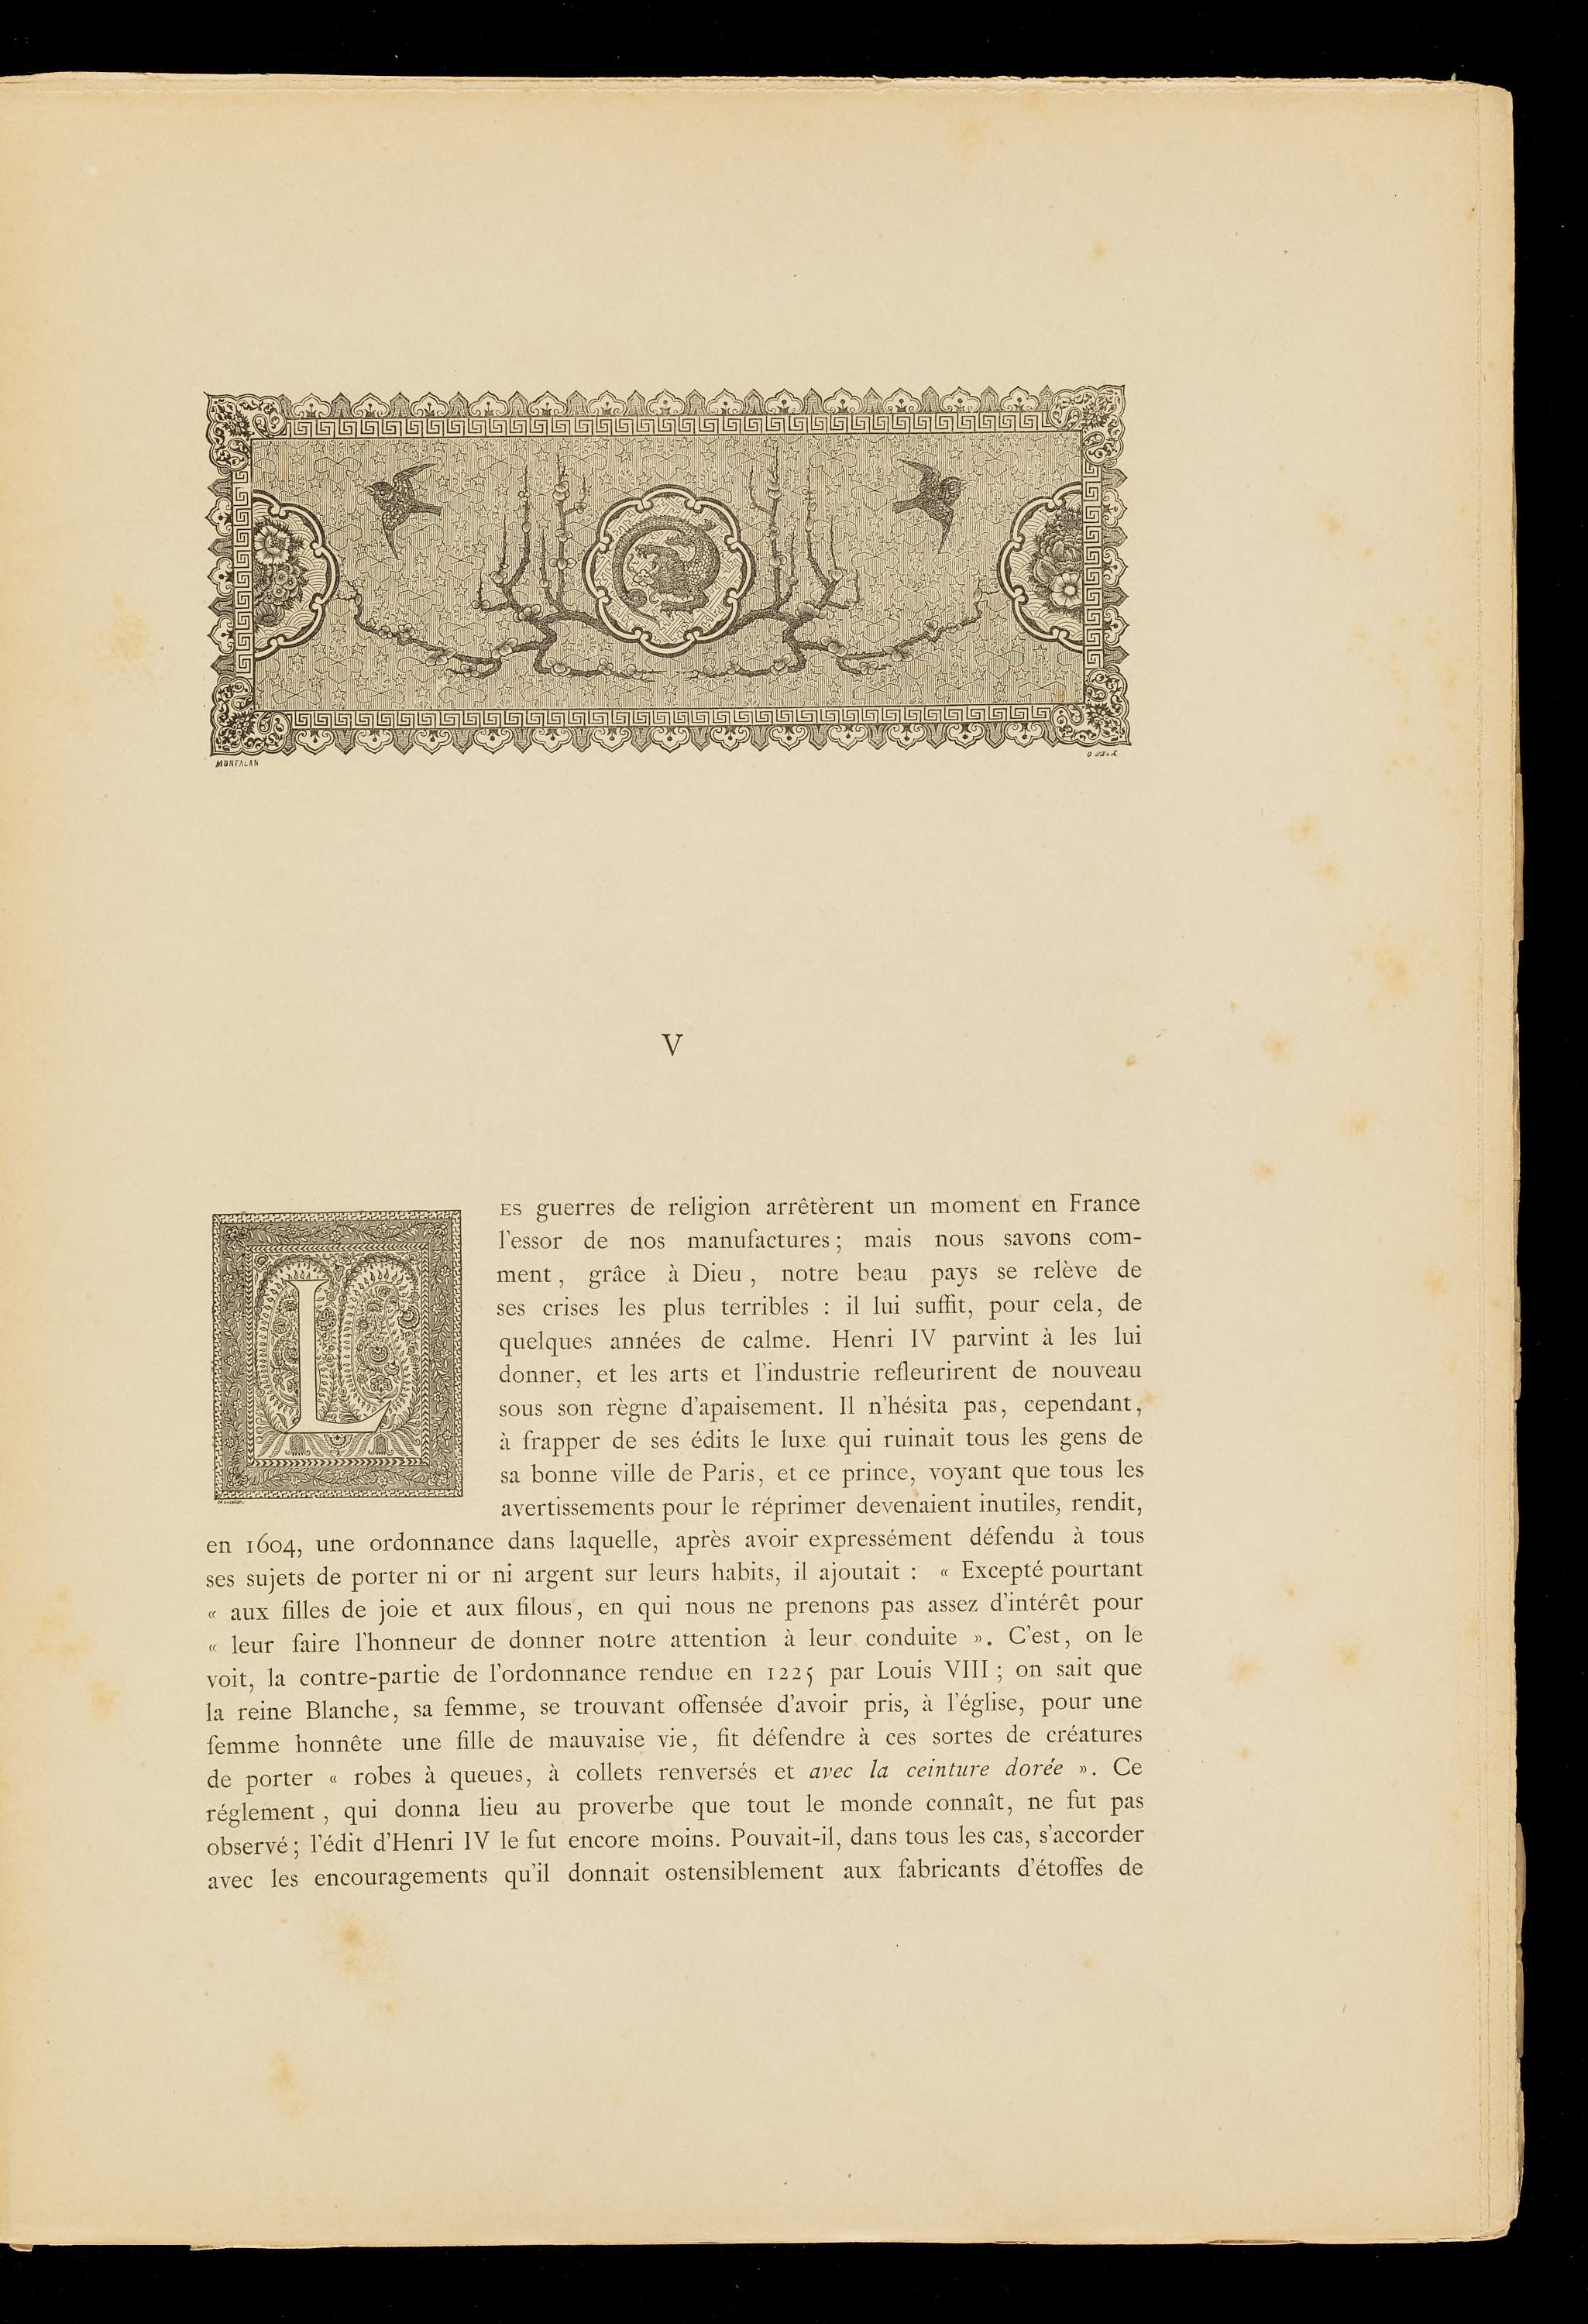 MONTALAN
V
LES guerres de religion arrêtèrent un moment en France
l'essor de nos manufactures; mais nous savons com-
ment, grâce à Dieu, notre beau pays se relève de
ses crises les plus terribles : il lui suffit, pour cela, de
quelques années de calme. Henri IV parvint à les lui
donner, et les arts et l'industrie refleurirent de nouveau
sous son règne d'apaisement. Il n'hésita pas, cependant,
à frapper de ses édits le luxe qui ruinait tous les gens de
sa bonne ville de Paris, et ce prince, voyant que tous les
avertissements pour le réprimer devenaient inutiles, rendit,
en 1604, une ordonnance dans laquelle, après avoir expressément défendu à tous
ses sujets de porter ni or ni argent sur leurs habits, il ajoutait : « Excepté pourtant
« aux filles de joie et aux filous, en qui nous ne prenons pas assez d'intérêt pour
« leur faire l'honneur de donner notre attention à leur conduite ». C'est, on le
voit, la contre-partie de l'ordonnance rendue en 1225 par Louis VIII; on sait que
la reine Blanche, sa femme, se trouvant offensée d'avoir pris, à l'église, pour une
femme honnête une fille de mauvaise vie, fit défendre à ces sortes de créatures
de porter « robes à queues, à collets renversés et avec la ceinture dorée ». Ce
réglement, qui donna lieu au proverbe que tout le monde connaît, ne fut pas
observé; l'édit d'Henri IV le fut encore moins. Pouvait-il, dans tous les cas, s'accorder
avec les encouragements qu'il donnait ostensiblement aux fabricants d'étoffes de